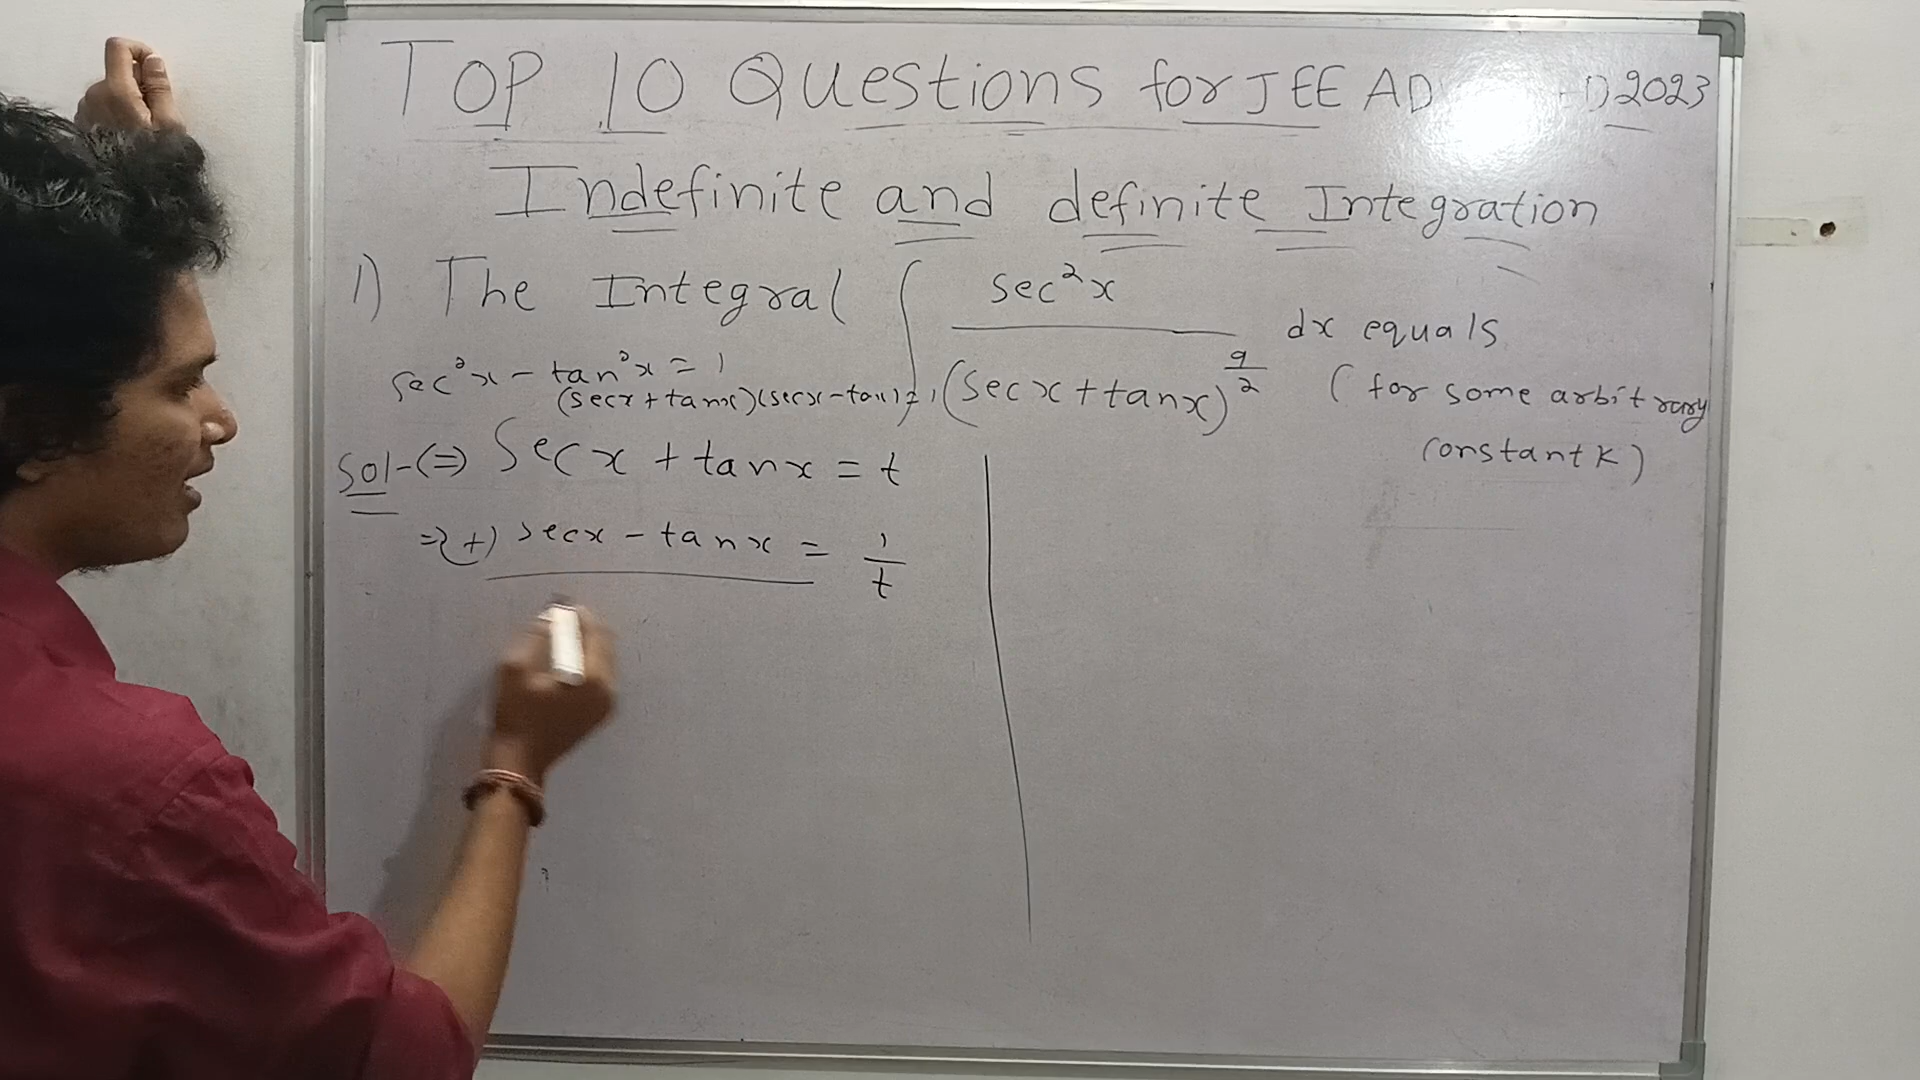 TOP 10 Questions for JEE AD D 2023
Indefinite and definite Integration
1) The Integral ∫ sec²x / (secx+tanx)^(9/2) dx equals
(for some arbitrary
constant K)
sec²x - tan²x = 1
(secx + tanx)(secx-tanx)=1
Sol-(⇒) Secx + tanx = t
⇒(+) secx - tanx = 1/t